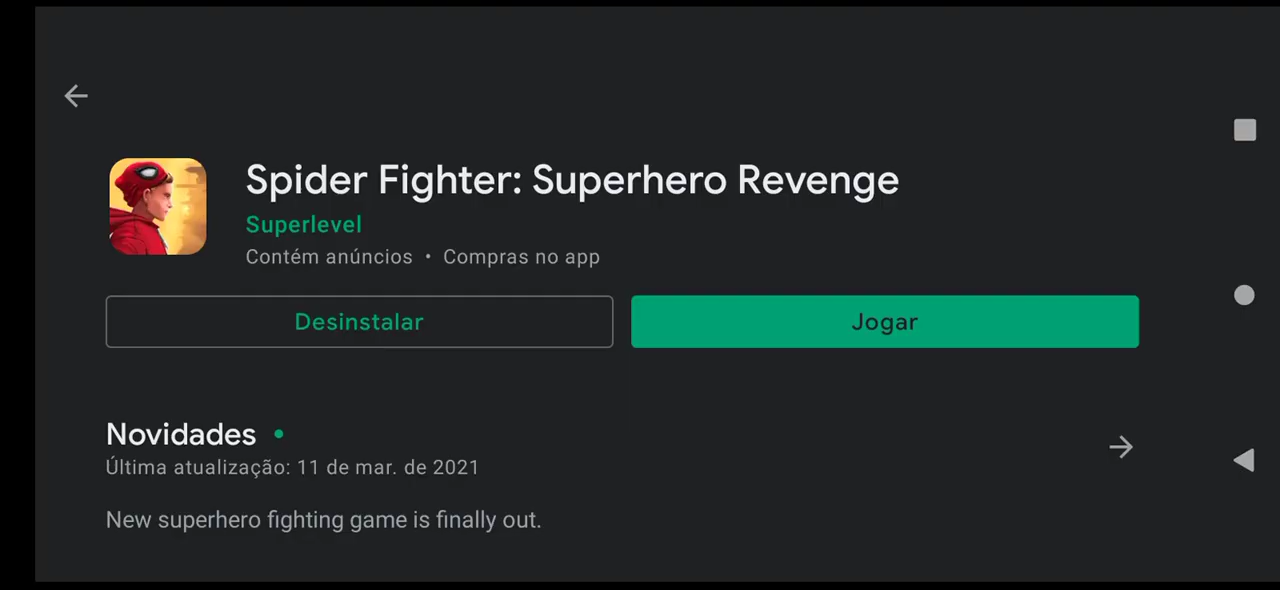 Spider Fighter: Superhero Revenge
Superlevel
Contém anúncios • Compras no app
Desinstalar
Jogar
Novidades
Última atualização: 11 de mar. de 2021
New superhero fighting game is finally out.